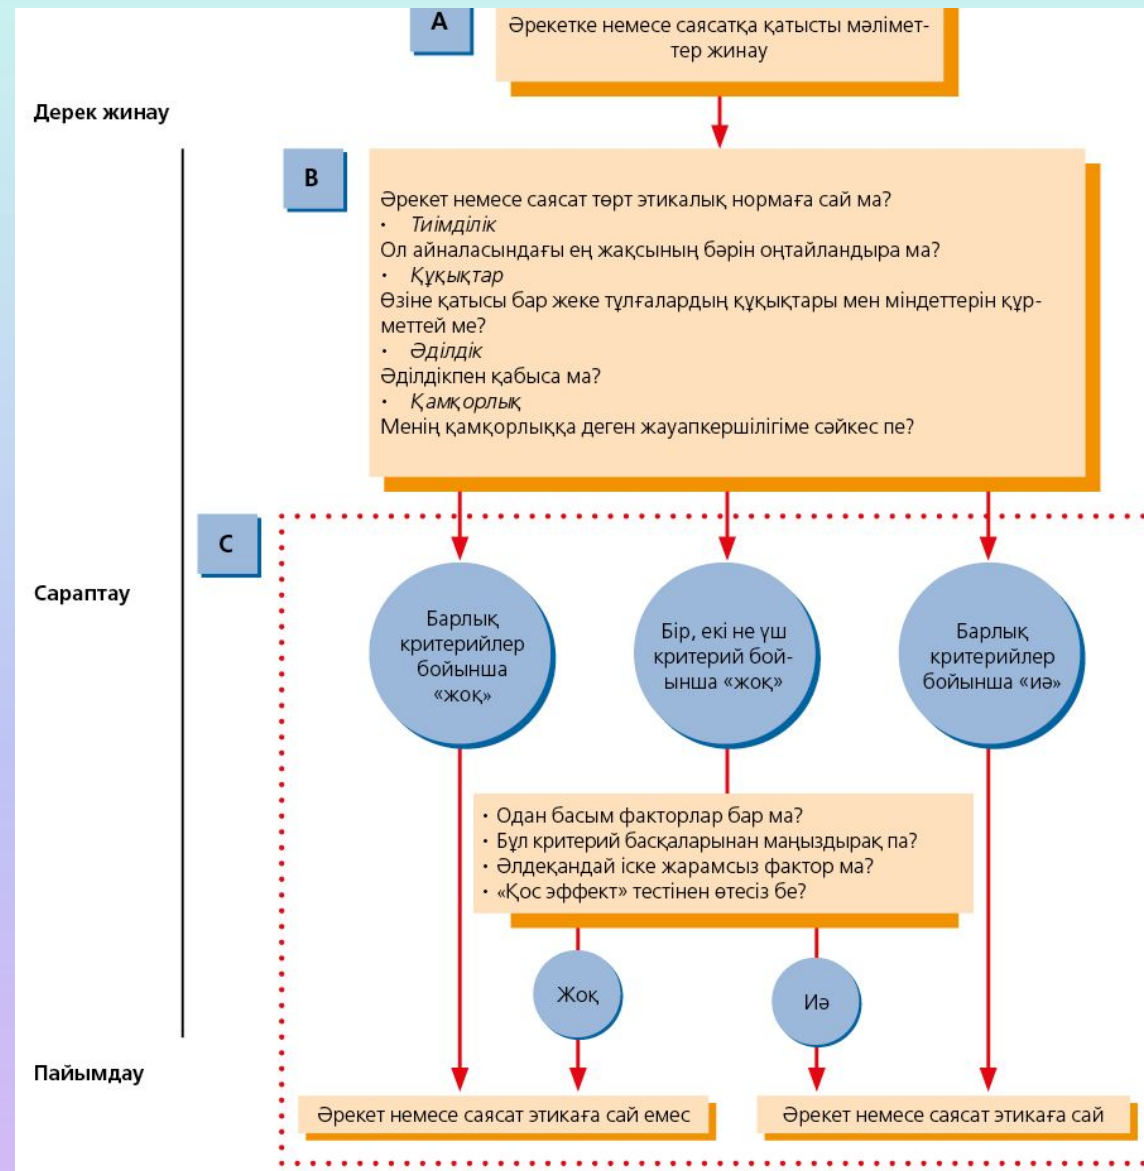 A
Әрекетке немесе саясатқа қатысты мәлімет-
тер жинау
Дерек жинау
B
Әрекет немесе саясат төрт этикалық нормаға сай ма?
• Тиімділік
Ол айналасындағы ең жақсының бәрін оңтайландыра ма?
• Құқықтар
Өзіне қатысы бар жеке тұлғалардың құқықтары мен міндеттерін құр-
меттей ме?
• Әділдік
Әділдікпен қабыса ма?
• Қамқорлық
Менің қамқорлыққа деген жауапкершілігіме сәйкес пе?
C
Сараптау
Барлық
критерийлер
бойынша
«жоқ»
Бір, екі не үш
критерий бой-
ынша «жоқ»
Барлық
критерийлер
бойынша «иә»
• Одан басым факторлар бар ма?
• Бұл критерий басқаларынан маңыздырақ па?
• Әлдеқандай іске жарамсыз фактор ма?
• «Қос эффект» тестінен өтесіз бе?
Жоқ
Иә
Пайымдау
Әрекет немесе саясат этикаға сай емес
Әрекет немесе саясат этикаға сай